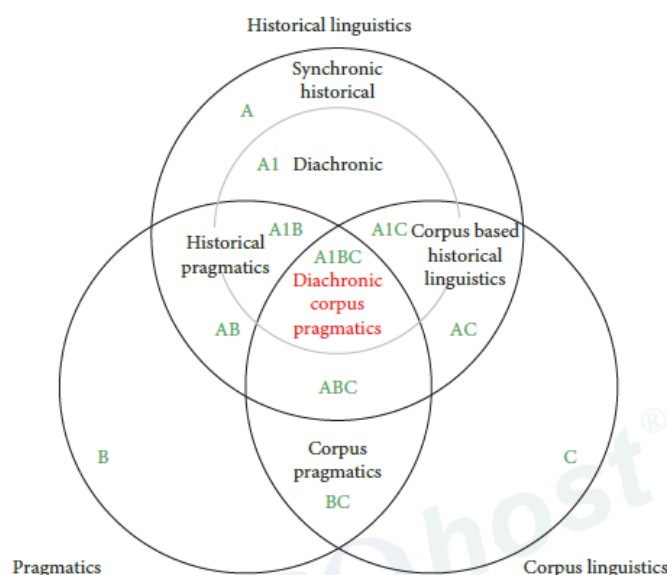 Historical linguistics
Synchronic
historical
A
A1 Diachronic
A1B
A1C Corpus based
historical
linguistics
Historical
pragmatics
A1BC
Diachronic
corpus
pragmatics
AB
AC
ABC
Corpus
pragmatics
B
C
BC
host®
Pragmatics
Corpus linguistics